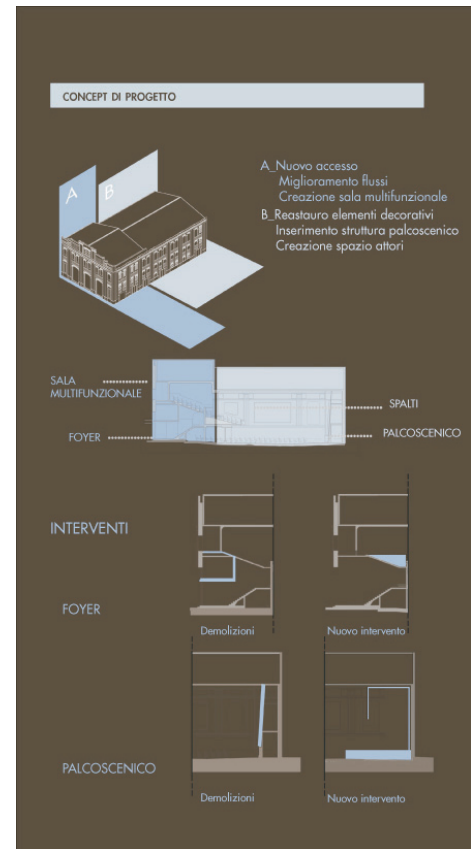 CONCEPT DI PROGETTO
A
B
A_Nuovo accesso
Miglioramento flussi
Creazione sala multifunzionale
B_Reastauro elementi decorativi
Inserimento struttura palcoscenico
Creazione spazio attori
SALA
MULTIFUNZIONALE
FOYER
SPALTI
PALCOSCENICO
INTERVENTI
FOYER
Demolizioni
Nuovo intervento
PALCOSCENICO
Demolizioni
Nuovo intervento